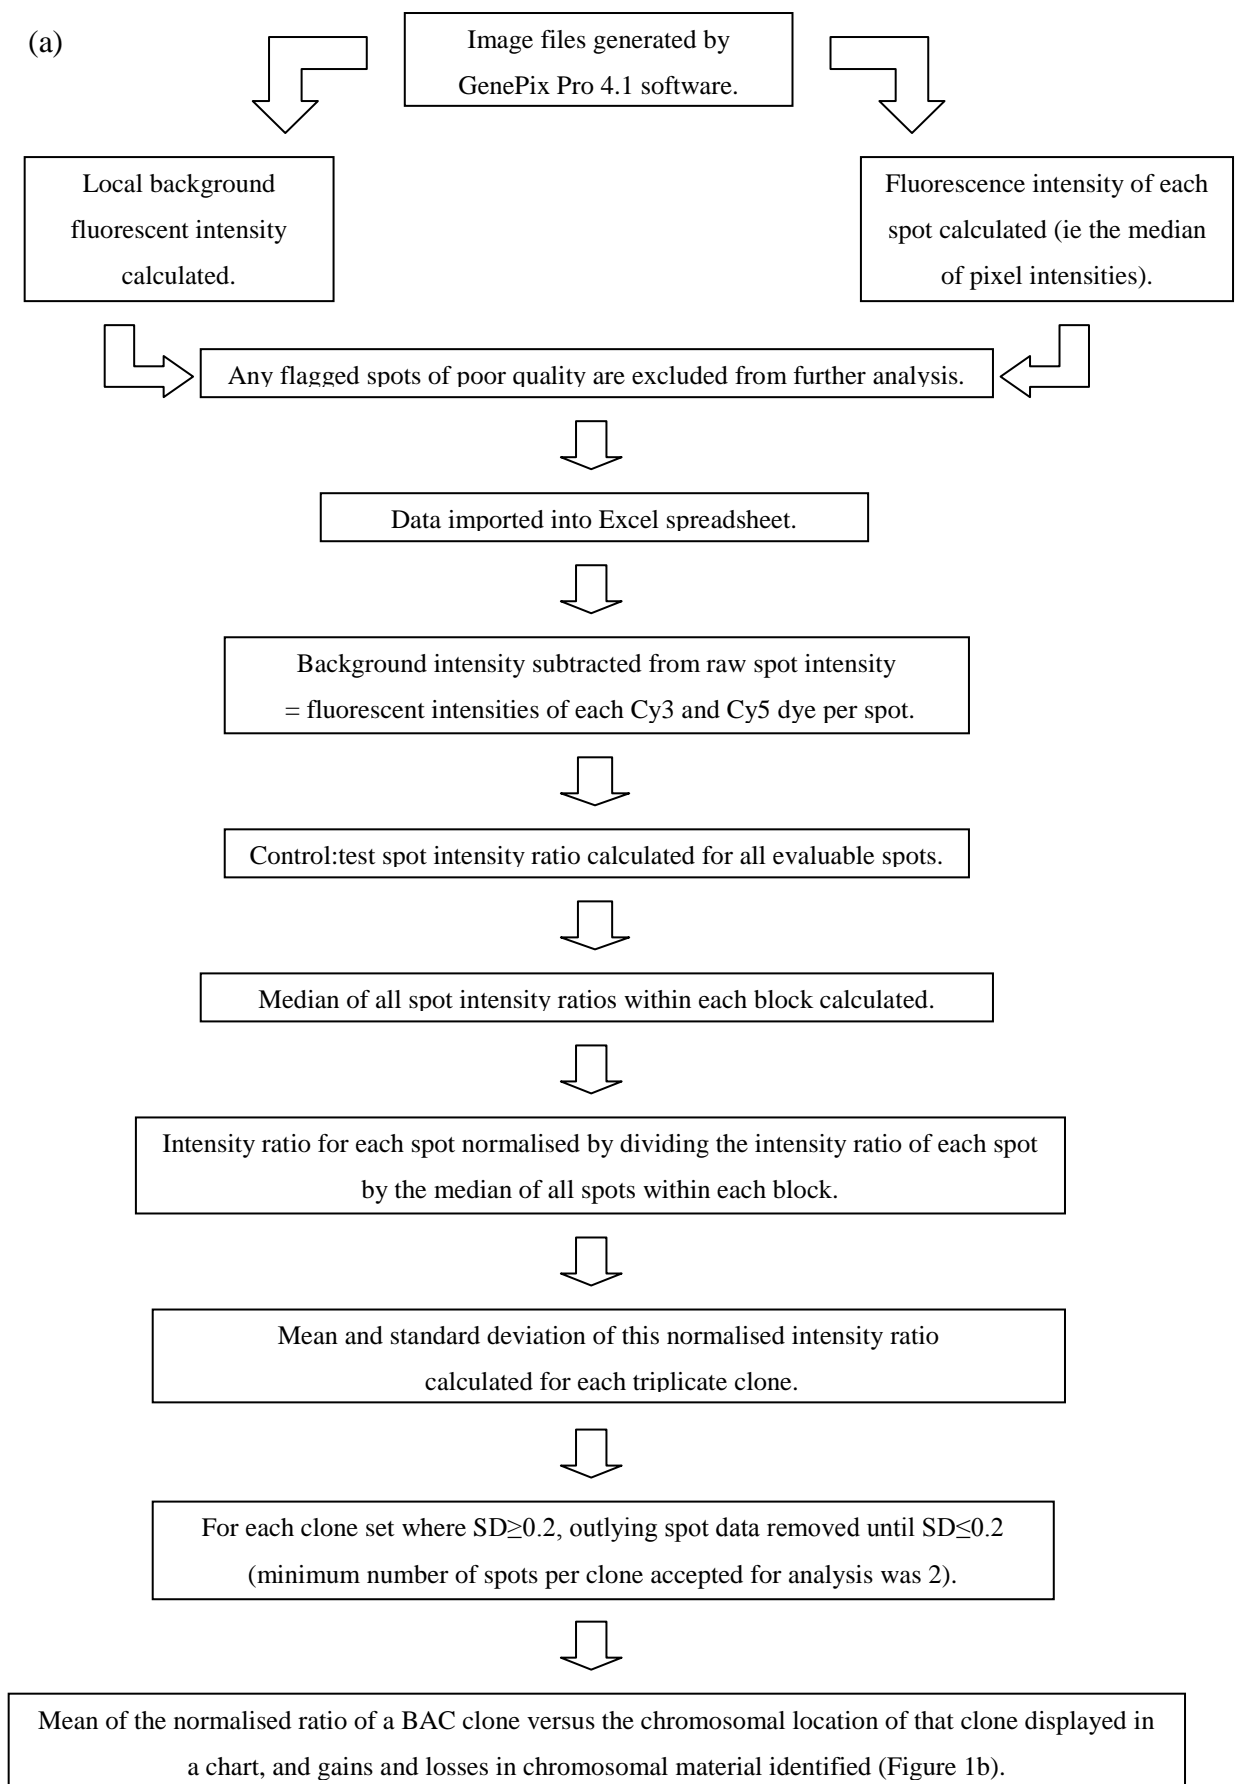 (a)
Image files generated by
GenePix Pro 4.1 software.
Local background
fluorescent intensity
calculated.
Fluorescence intensity of each
spot calculated (ie the median
of pixel intensities).
Any flagged spots of poor quality are excluded from further analysis.
Data imported into Excel spreadsheet.
Background intensity subtracted from raw spot intensity
= fluorescent intensities of each Cy3 and Cy5 dye per spot.
Control:test spot intensity ratio calculated for all evaluable spots.
Median of all spot intensity ratios within each block calculated.
Intensity ratio for each spot normalised by dividing the intensity ratio of each spot
by the median of all spots within each block.
Mean and standard deviation of this normalised intensity ratio
calculated for each triplicate clone.
For each clone set where SD≥0.2, outlying spot data removed until SD≤0.2
(minimum number of spots per clone accepted for analysis was 2).
Mean of the normalised ratio of a BAC clone versus the chromosomal location of that clone displayed in
a chart, and gains and losses in chromosomal material identified (Figure 1b).